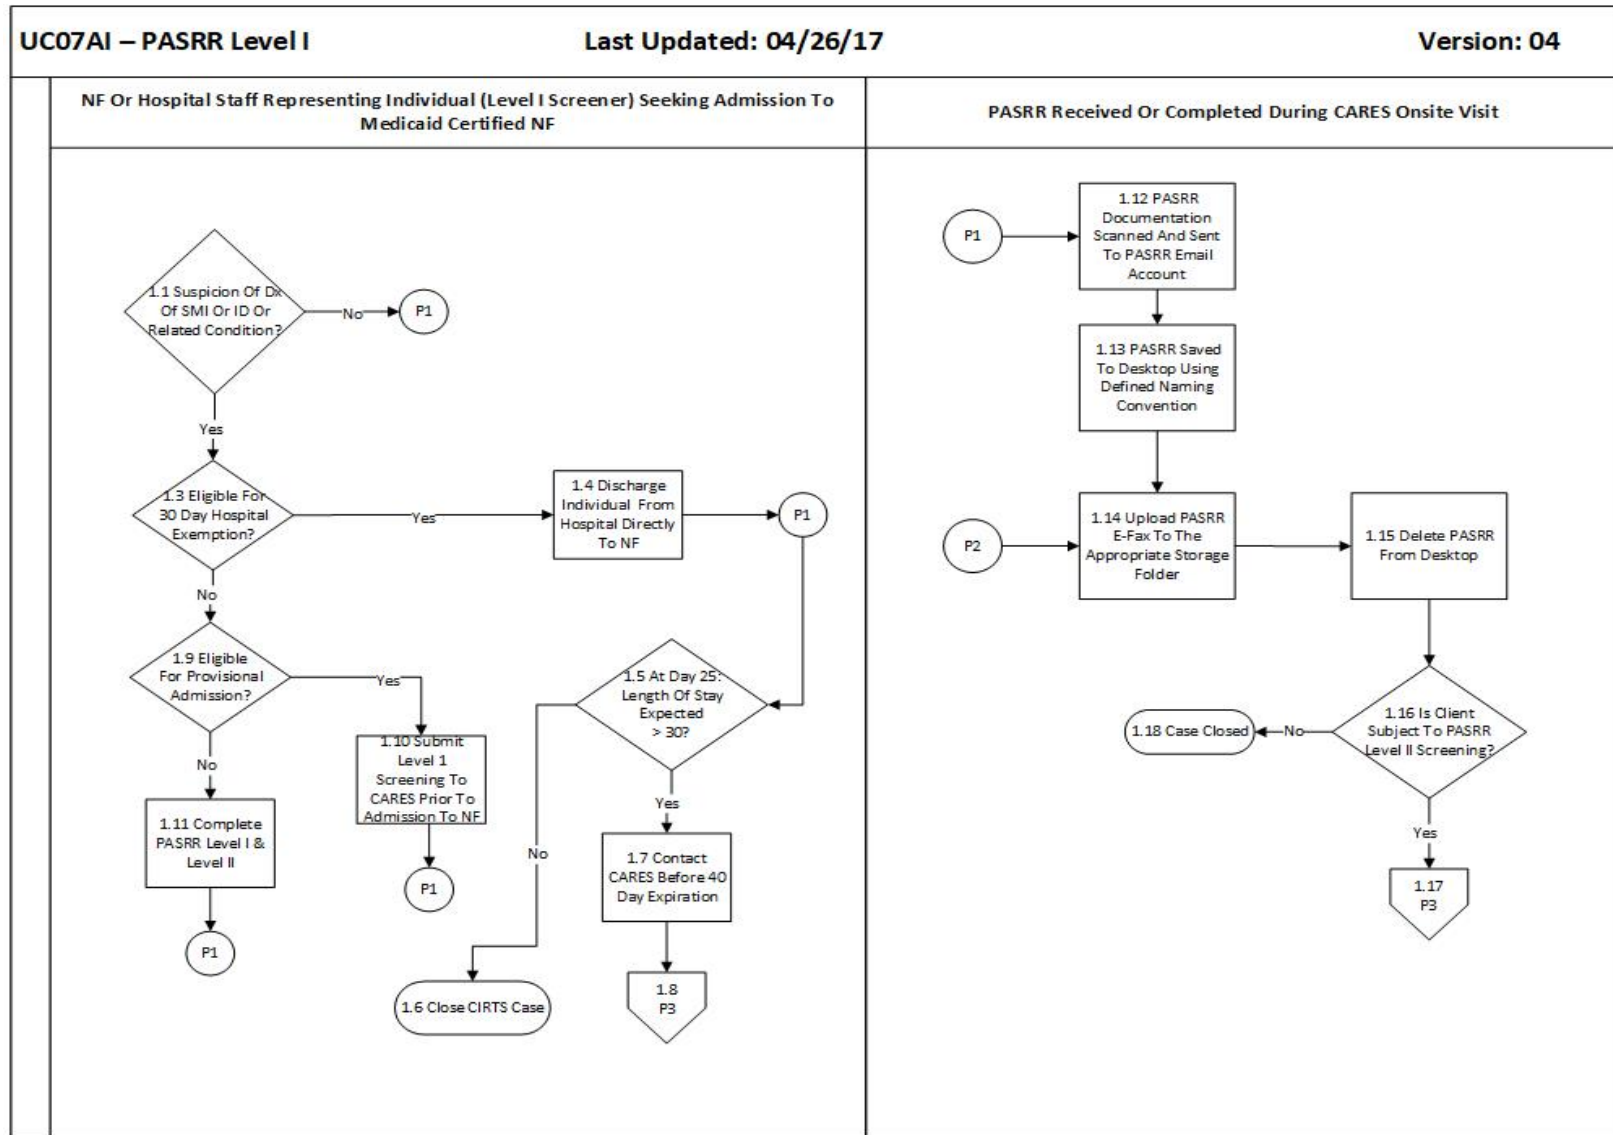 UC07AI – PASRR Level I
Last Updated: 04/26/17
Version: 04
NF Or Hospital Staff Representing Individual (Level I Screener) Seeking Admission To
Medicaid Certified NF
PASRR Received Or Completed During CARES Onsite Visit
1.1 Suspicion Of Dx
Of SMI Or ID Or
Related Condition?
No
P1
Yes
1.3 Eligible For
30 Day Hospital
Exemption?
Yes
1.4 Discharge
Individual From
Hospital Directly
To NF
P1
No
1.9 Eligible
For Provisional
Admission?
Yes
1.10 Submit
Level 1
Screening To
CARES Prior To
Admission To NF
P1
No
1.11 Complete
PASRR Level I &
Level II
P1
1.5 At Day 25:
Length Of Stay
Expected
> 30?
No
1.6 Close CIRTS Case
Yes
1.7 Contact
CARES Before 40
Day Expiration
1.8
P3
P1
1.12 PASRR
Documentation
Scanned And Sent
To PASRR Email
Account
1.13 PASRR Saved
To Desktop Using
Defined Naming
Convention
P2
1.14 Upload PASRR
E-Fax To The
Appropriate Storage
Folder
1.15 Delete PASRR
From Desktop
1.16 Is Client
Subject To PASRR
Level II Screening?
No
1.18 Case Closed
Yes
1.17
P3